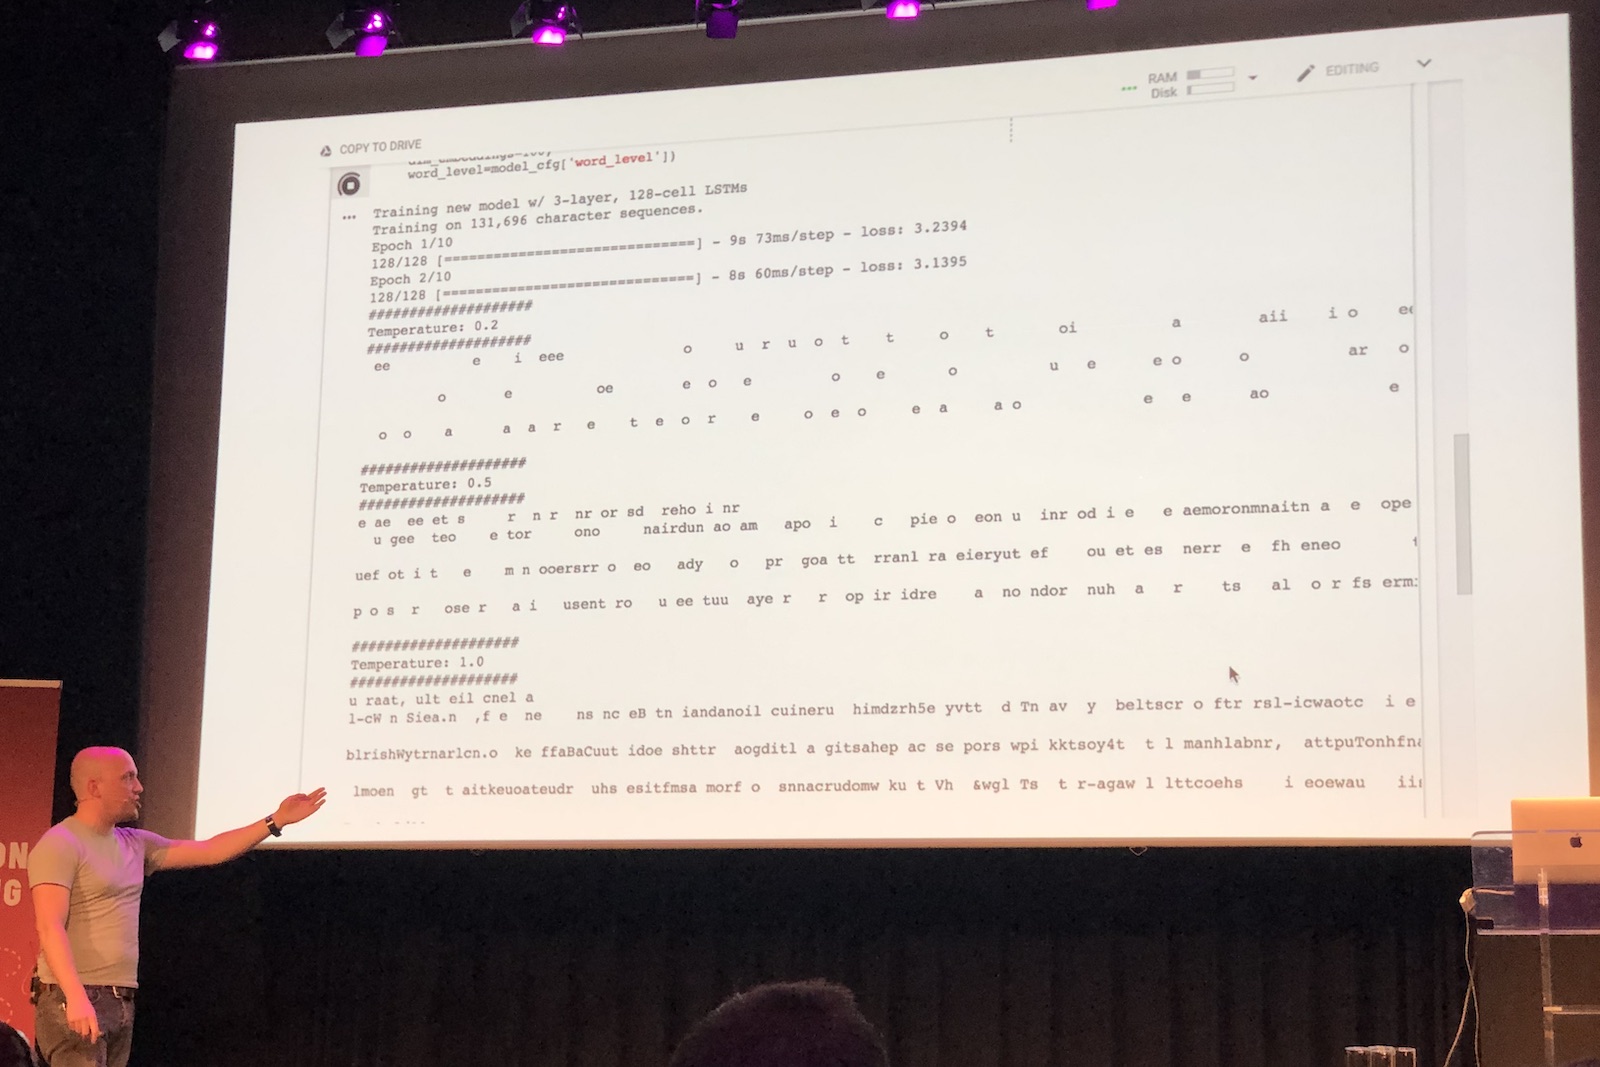 RAM
Disk
EDITING
COPY TO DRIVE
dim_embeddings=100,
word_level=model_cfg['word_level'])
Training new model w/ 3-layer, 128-cell LSTMs
Training on 131,696 character sequences.
Epoch 1/10
128/128 [==============================] - 9s 73ms/step - loss: 3.2394
Epoch 2/10
128/128 [==============================] - 8s 60ms/step - loss: 3.1395
####################
Temperature: 0.2
####################
ee e i eee o u r u o t t o t oi a aii i o
o e oe e o e o e o u e e o o ar o
o o a a a r e t e o r e o e o e a a o e e ao e
####################
Temperature: 0.5
####################
e ae ee et s r n r nr or sd reho i nr
u gee teo e tor ono nairdun ao am apo i c pie o eon u inr od i e e aemoronmnaitn a e ope
uef ot i t e m n ooersrr o eo ady o pr goa tt rranl ra eieryut ef ou et es nerr e fh eneo
p o s r ose r a i usent ro u ee tuu aye r r op ir idre a no ndor nuh a r ts al o r fs erm
####################
Temperature: 1.0
####################
u raat, ult eil cnel a
l-cW n Siea.n ,f e ne ns nc eB tn iandanoil cuineru himdzrh5e yvtt d Tn av y beltscr o ftr rsl-icwaotc i e
blrishWytrnarlcn.o ke ffaBaCuut idoe shttr aogditl a gitsahep ac se pors wpi kktsoy4t t l manhlabnr, attpuTonhfna
lmoen gt t aitkeuoateudr uhs esitfmsa morf o snnacrudomw ku t Vh &wgl Ts t r-agaw l lttcoehs i eoewau
ON
G